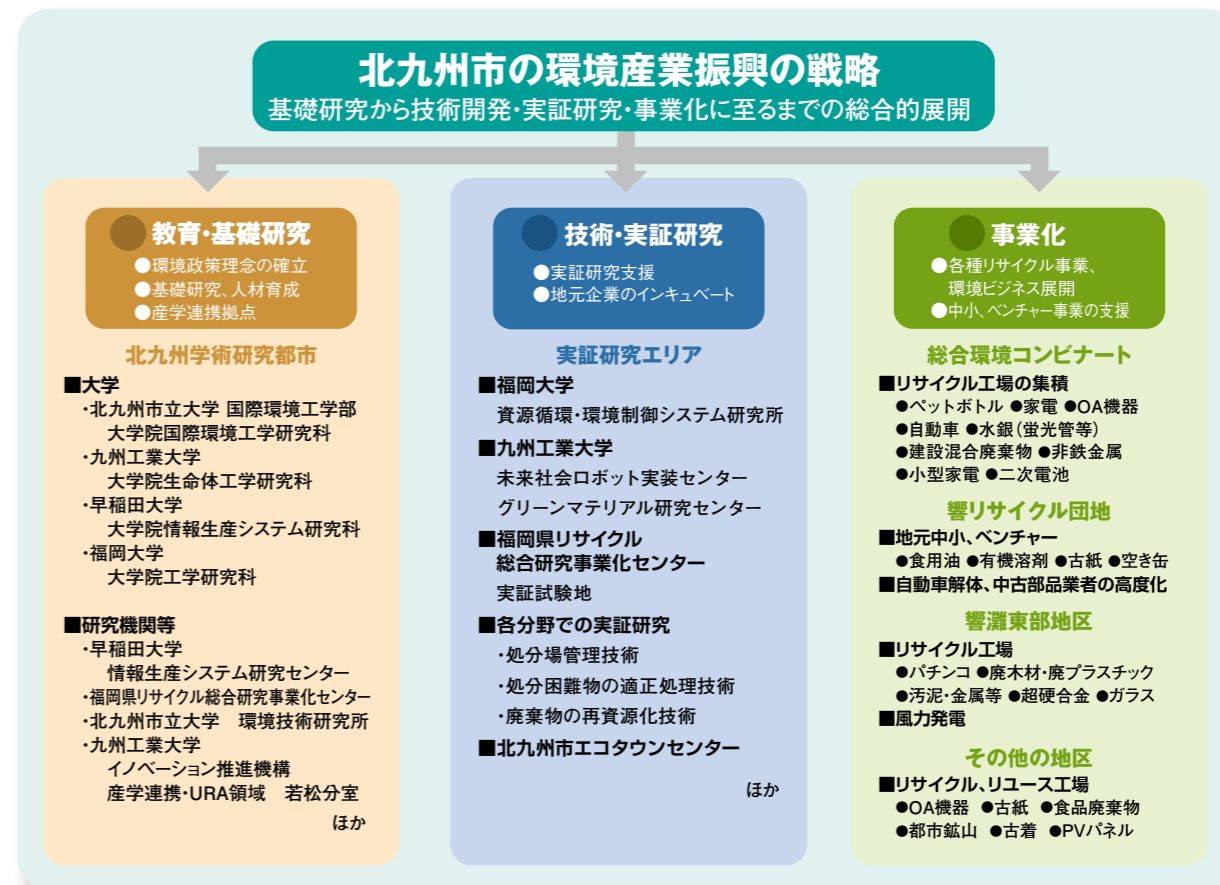 北九州市の環境産業振興の戦略
基礎研究から技術開発・実証研究・事業化に至るまでの総合的展開
教育・基礎研究
●環境政策理念の確立
●基礎研究、人材育成
●産学連携拠点
北九州学術研究都市
■大学
・北九州市立大学 国際環境工学部
大学院国際環境工学研究科
・九州工業大学
大学院生命体工学研究科
・早稲田大学
大学院情報生産システム研究科
・福岡大学
大学院工学研究科
■研究機関等
・早稲田大学
情報生産システム研究センター
・福岡県リサイクル総合研究事業化センター
・北九州市立大学　環境技術研究所
・九州工業大学
イノベーション推進機構
産学連携・URA領域　若松分室
ほか
技術・実証研究
●実証研究支援
●地元企業のインキュベート
実証研究エリア
■福岡大学
資源循環・環境制御システム研究所
■九州工業大学
未来社会ロボット実装センター
グリーンマテリアル研究センター
■福岡県リサイクル
総合研究事業化センター
実証試験地
■各分野での実証研究
・処分場管理技術
・処分困難物の適正処理技術
・廃棄物の再資源化技術
■北九州市エコタウンセンター
ほか
事業化
●各種リサイクル事業、
環境ビジネス展開
●中小、ベンチャー事業の支援
総合環境コンビナート
■リサイクル工場の集積
●ペットボトル ●家電 ●OA機器
●自動車 ●水銀（蛍光管等）
●建設混合廃棄物 ●非鉄金属
●小型家電 ●二次電池
響リサイクル団地
■地元中小、ベンチャー
●食用油 ●有機溶剤 ●古紙 ●空き缶
■自動車解体、中古部品業者の高度化
響灘東部地区
■リサイクル工場
●パチンコ ●廃木材・廃プラスチック
●汚泥・金属等 ●超硬合金 ●ガラス
■風力発電
その他の地区
■リサイクル、リユース工場
●OA機器 ●古紙 ●食品廃棄物
●都市鉱山 ●古着 ●PVパネル